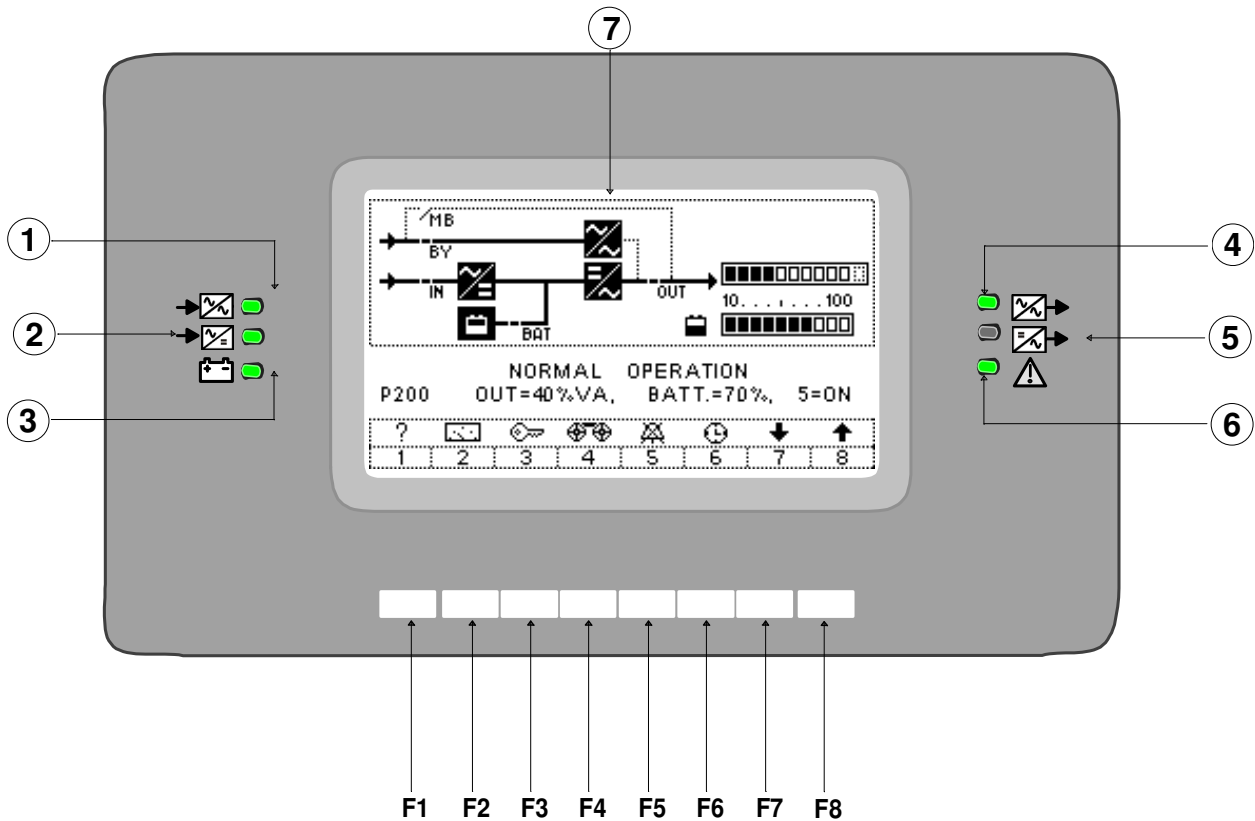 7
1
2
3
4
5
6
MB
BY
IN
BAT
OUT
10. . . ı . . . 100
NORMAL OPERATION
P200 OUT=40%VA, BATT.=70%, 5=ON
?
1 2 3 4 5 6 7 8
F1 F2 F3 F4 F5 F6 F7 F8